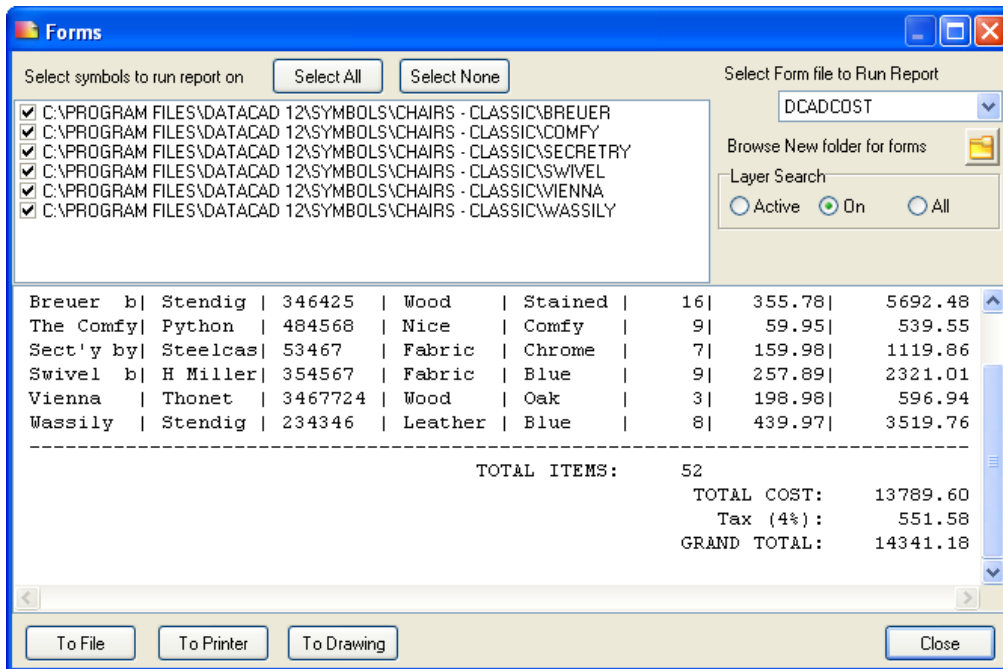 Forms
Select symbols to run report on
Select All
Select None
Select Form file to Run Report
DCADCOST
C:\PROGRAM FILES\DATACAD 12\SYMBOLS\CHAIRS - CLASSIC\BREUER
C:\PROGRAM FILES\DATACAD 12\SYMBOLS\CHAIRS - CLASSIC\COMFY
C:\PROGRAM FILES\DATACAD 12\SYMBOLS\CHAIRS - CLASSIC\SECRETRY
C:\PROGRAM FILES\DATACAD 12\SYMBOLS\CHAIRS - CLASSIC\SWIVEL
C:\PROGRAM FILES\DATACAD 12\SYMBOLS\CHAIRS - CLASSIC\VIENNA
C:\PROGRAM FILES\DATACAD 12\SYMBOLS\CHAIRS - CLASSIC\WASSILY
Browse New folder for forms
Layer Search
Active On All
Breuer b| Stendig | 346425 | Wood | Stained | 16| 355.78| 5692.48
The Comfy| Python | 484568 | Nice | Comfy | 9| 59.95| 539.55
Sect'y by| Steelcas| 53467 | Fabric | Chrome | 7| 159.98| 1119.86
Swivel b| H Miller| 354567 | Fabric | Blue | 9| 257.89| 2321.01
Vienna | Thonet | 3467724 | Wood | Oak | 3| 198.98| 596.94
Wassily | Stendig | 234346 | Leather | Blue | 8| 439.97| 3519.76
--------------------------------------------------------------------------------
TOTAL ITEMS: 52
TOTAL COST: 13789.60
Tax (4%): 551.58
GRAND TOTAL: 14341.18
To File
To Printer
To Drawing
Close